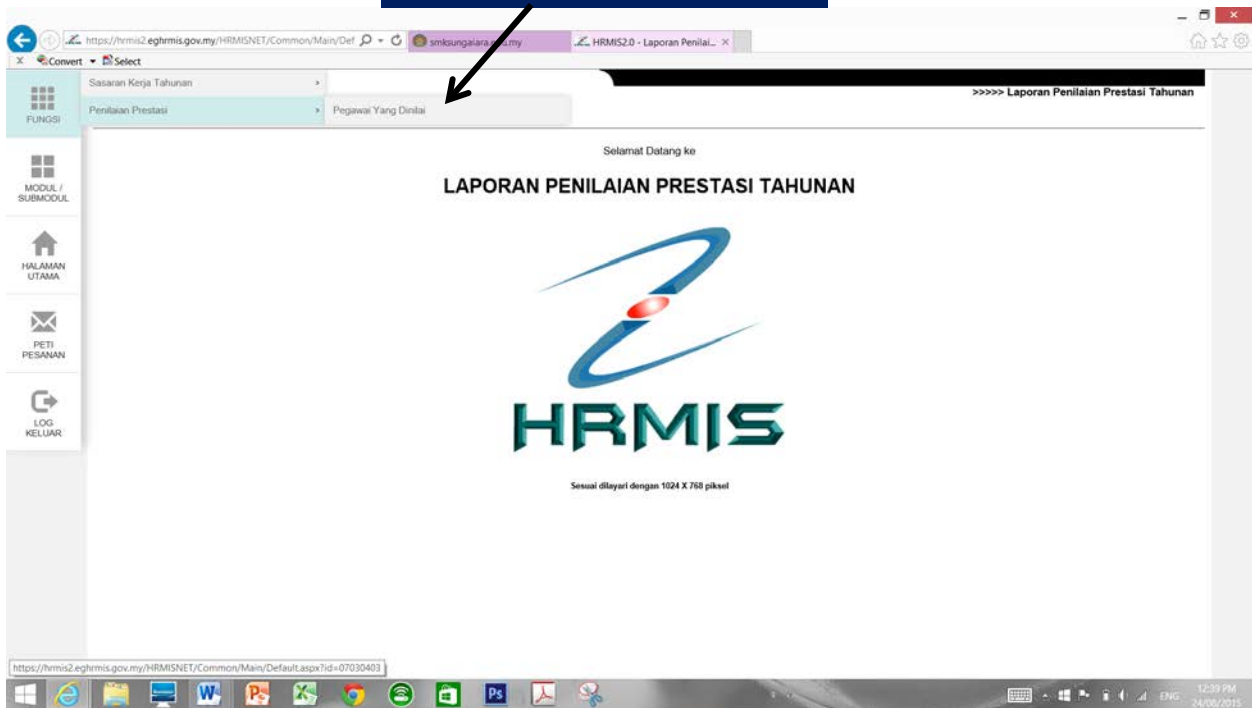 https://hrmis2.eghrmis.gov.my/HRMISNET/Common/Main/Def
smksungaiara
.my
HRMIS2.0 - Laporan Penilai...
x Convert Select
FUNGSI
Sasaran Kerja Tahunan
Penilaian Prestasi
Pegawai Yang Dinilai
>>>>> Laporan Penilaian Prestasi Tahunan
Selamat Datang ke
LAPORAN PENILAIAN PRESTASI TAHUNAN
MODUL /
SUBMODUL
HALAMAN
UTAMA
PETI
PESANAN
LOG
KELUAR
HRMIS
Sesuai dilayari dengan 1024 X 768 piksel
https://hrmis2.eghrmis.gov.my/HRMISNET/Common/Main/Default.aspx?id=07030403
Ps
ENG
12:39 PM
24/06/2015